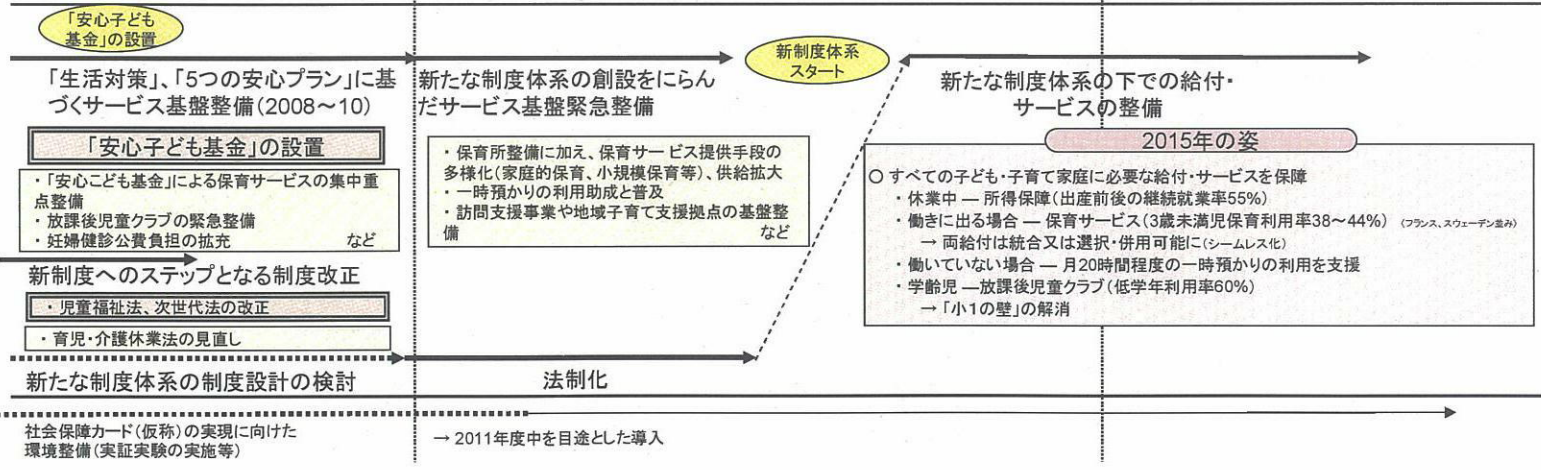 「安心子ども
基金」の設置
「生活対策」、「5つの安心プラン」に基
づくサービス基盤整備(2008～10)
「安心子ども基金」の設置
・「安心こども基金」による保育サービスの集中重
点整備
・放課後児童クラブの緊急整備
・妊婦健診公費負担の拡充 など
新制度へのステップとなる制度改正
・児童福祉法、次世代法の改正
・育児・介護休業法の見直し
新たな制度体系の制度設計の検討
新たな制度体系の創設をにらん
だサービス基盤緊急整備
・保育所整備に加え、保育サービス提供手段の
多様化(家庭的保育、小規模保育等)、供給拡大
・一時預かりの利用助成と普及
・訪問支援事業や地域子育て支援拠点の基盤整
備 など
法制化
新制度体系
スタート
新たな制度体系の下での給付・
サービスの整備
2015年の姿
○ すべての子ども・子育て家庭に必要な給付・サービスを保障
・休業中 ― 所得保障(出産前後の継続就業率55%)
・働きに出る場合 ― 保育サービス(3歳未満児保育利用率38～44%) (フランス、スウェーデン並み)
→ 両給付は統合又は選択・併用可能に(シームレス化)
・働いていない場合 ― 月20時間程度の一時預かりの利用を支援
・学齢児 ―放課後児童クラブ(低学年利用率60%)
→「小1の壁」の解消
社会保障カード(仮称)の実現に向けた
環境整備(実証実験の実施等)
→ 2011年度中を目途とした導入